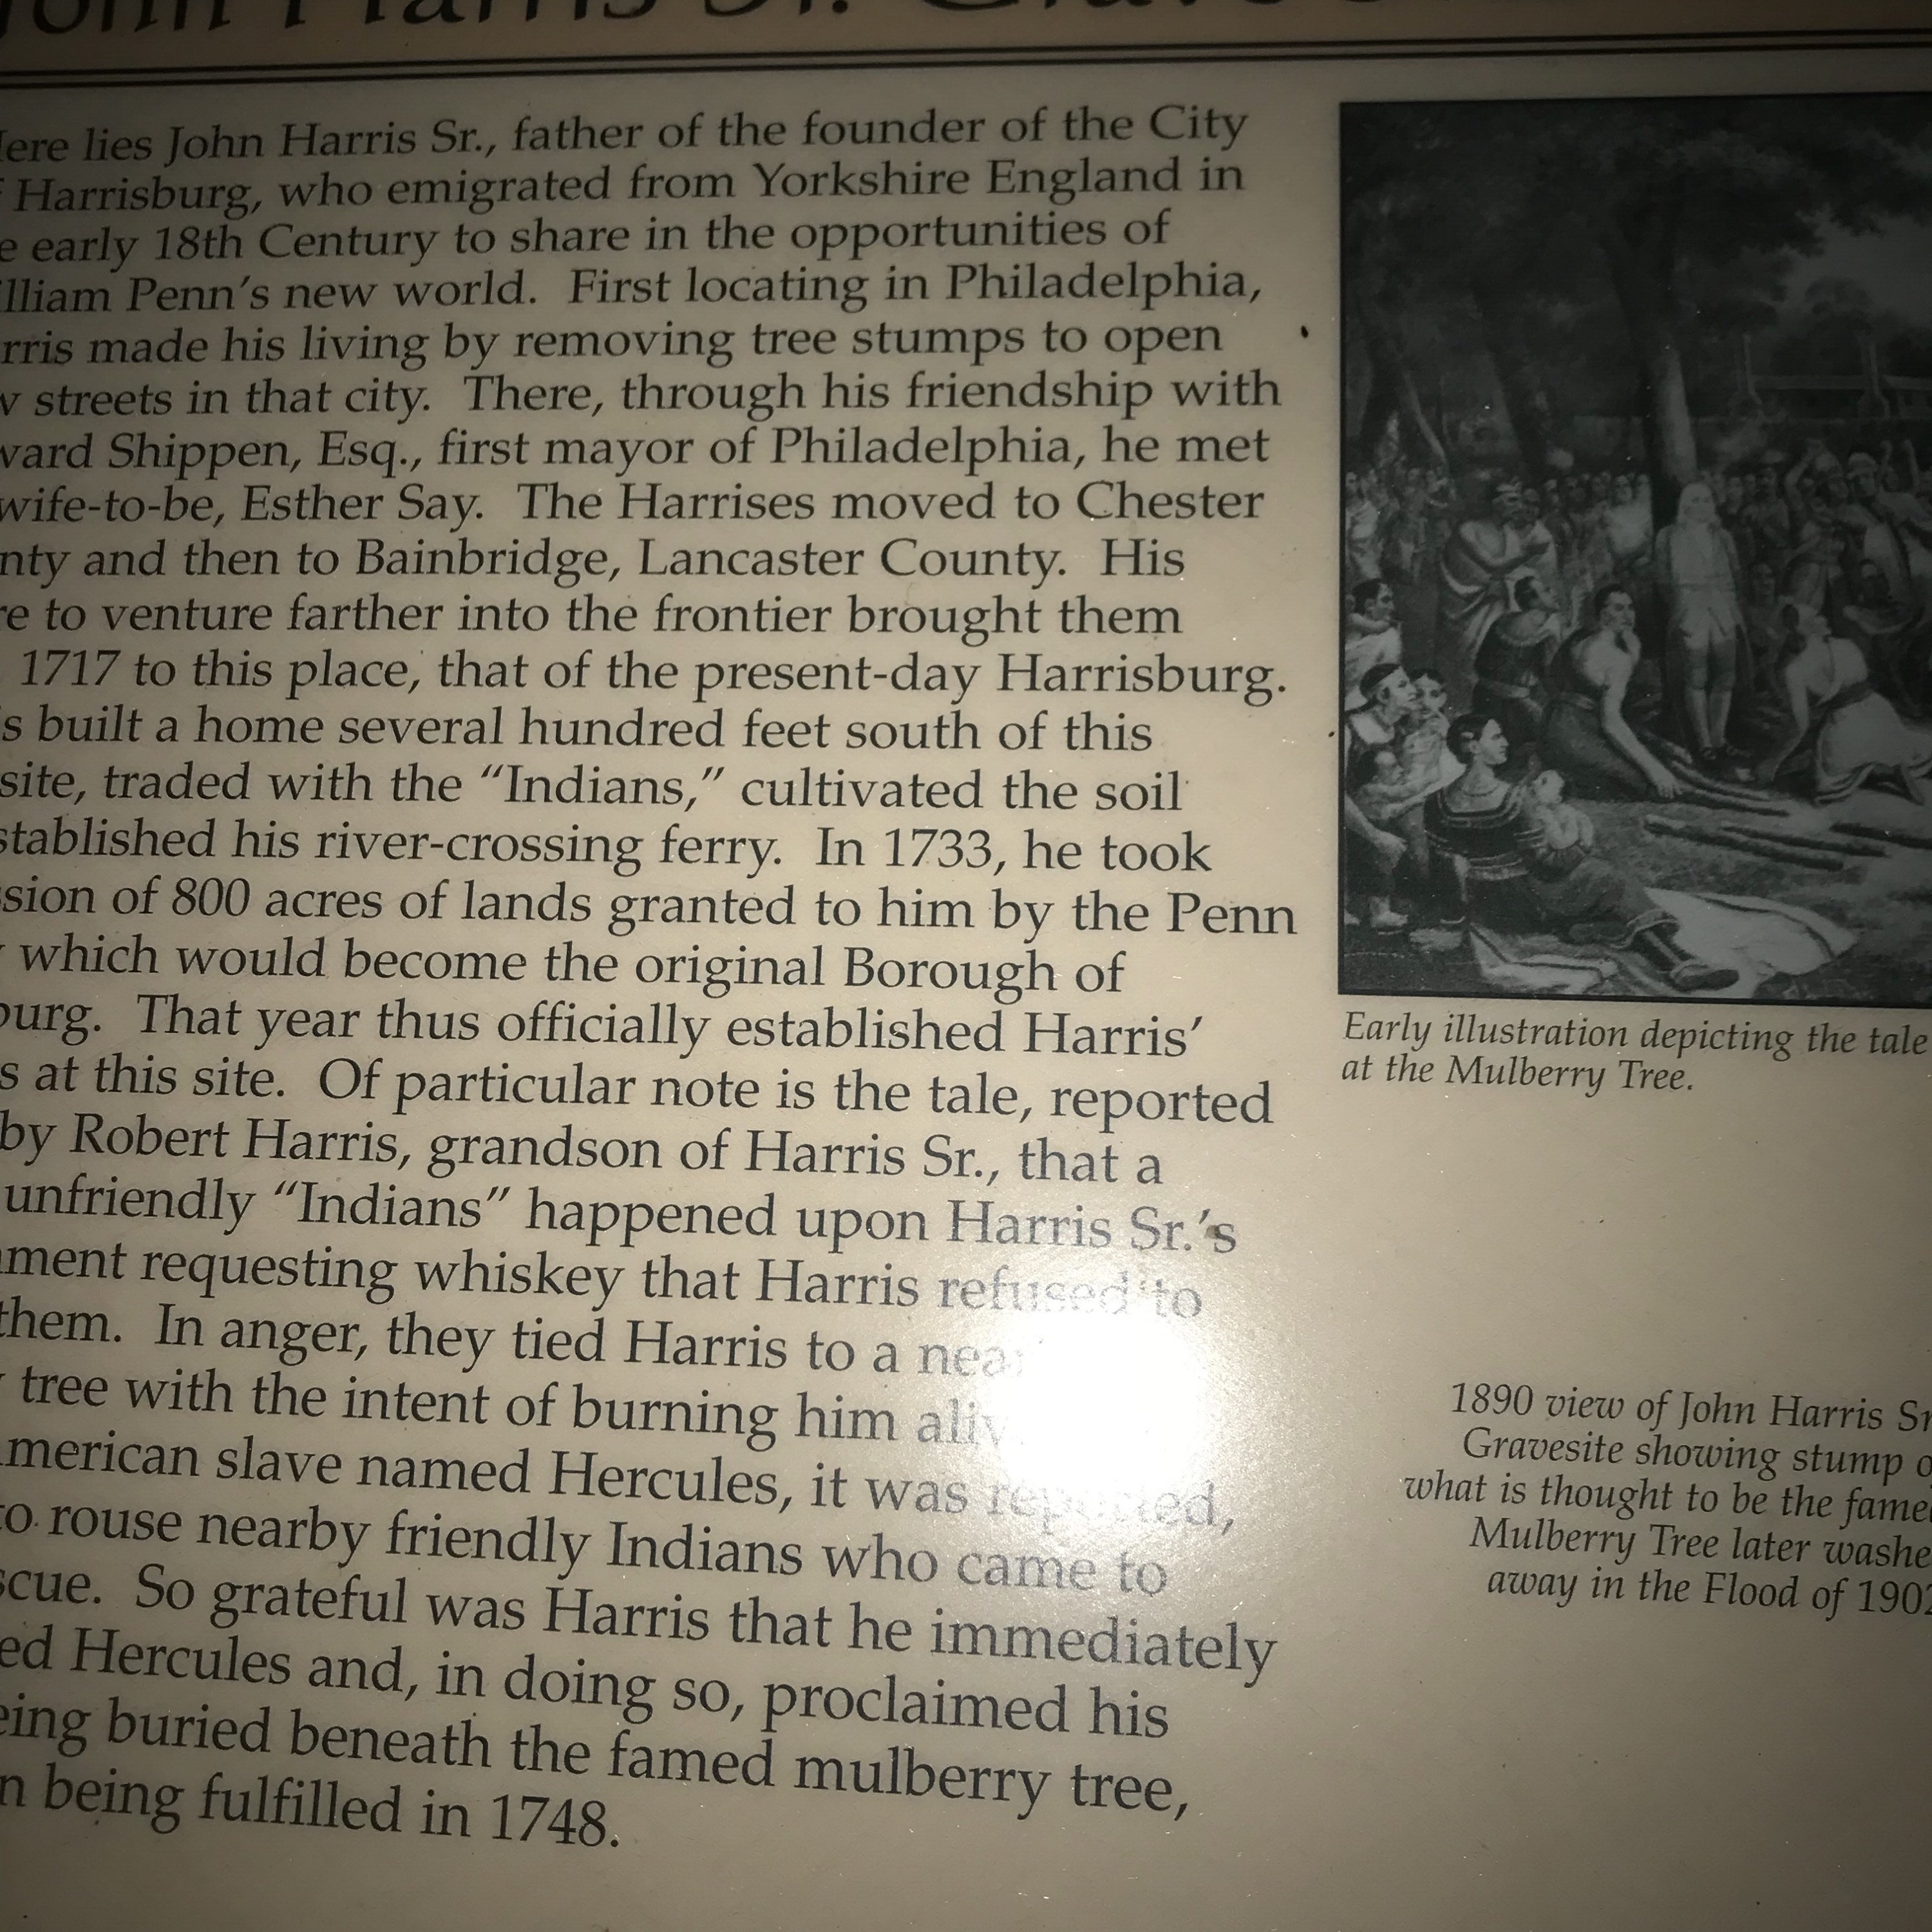 John Harris Sr.
lies John Harris Sr., father of the founder of the City
Harrisburg, who emigrated from Yorkshire England in
early 18th Century to share in the opportunities of
Penn's new world. First locating in Philadelphia,
made his living by removing tree stumps to open
streets in that city. There, through his friendship with
Shippen, Esq., first mayor of Philadelphia, he met
wife-to-be, Esther Say. The Harrises moved to Chester
and then to Bainbridge, Lancaster County. His
to venture farther into the frontier brought them
1717 to this place, that of the present-day Harrisburg.
built a home several hundred feet south of this
site, traded with the "Indians," cultivated the soil
his river-crossing ferry. In 1733, he took
of 800 acres of lands granted to him by the Penn
which would become the original Borough of
That year thus officially established Harris'
at this site. Of particular note is the tale, reported
by Robert Harris, grandson of Harris Sr., that a
unfriendly "Indians" happened upon Harris Sr.'s
requesting whiskey that Harris refused to
them. In anger, they tied Harris to a
tree with the intent of burning him
slave named Hercules, it was reported,
to rouse nearby friendly Indians who came to
So grateful was Harris that he immediately
Hercules and, in doing so, proclaimed his
buried beneath the famed mulberry tree,
being fulfilled in 1748.
Early illustration depicting the tale
at the Mulberry Tree.
1890 view of John Harris Sr
Gravesite showing stump
what is thought to be the
Mulberry Tree later
away in the Flood of 1902